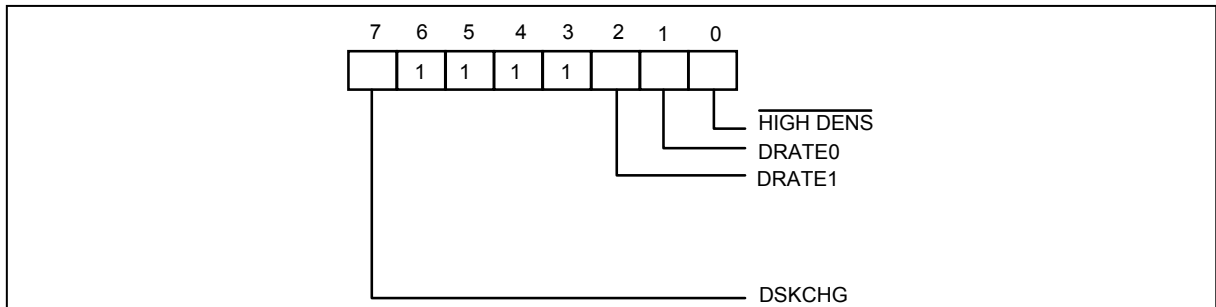 7 6 5 4 3 2 1 0
1 1 1 1
HIGH DENS
DRATE0
DRATE1
DSKCHG